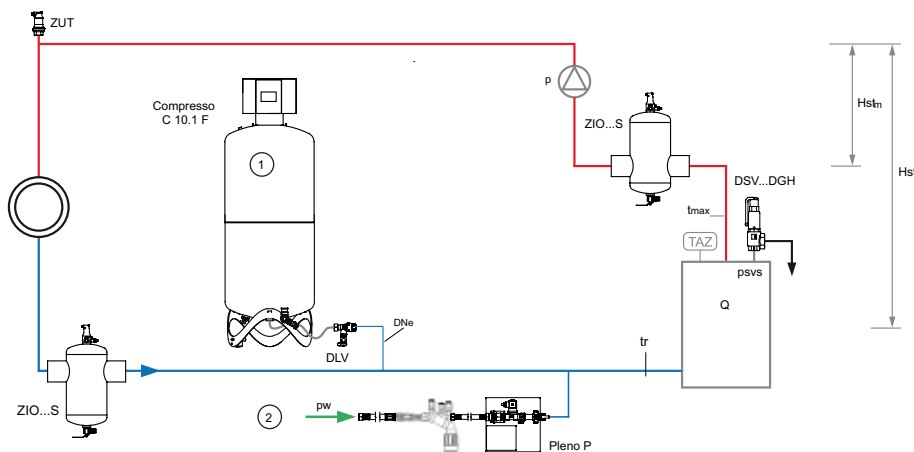 ZUT
Compresso
C 10.1 F
1
p
ZIO...S
Hstm
Hst
DSV...DGH
tmax
TAZ
psvs
Q
DNe
DLV
tr
ZIO...S
2
pw
Pleno P